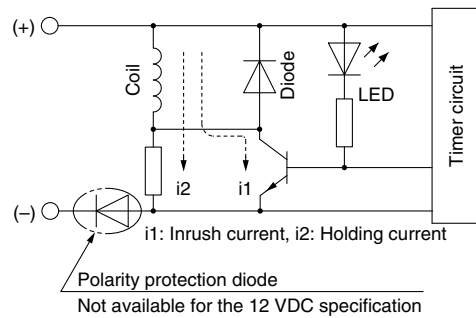 (+)
Coil
Diode
LED
Timer circuit
i2
i1
(–)
i1: Inrush current, i2: Holding current
Polarity protection diode
Not available for the 12 VDC specification